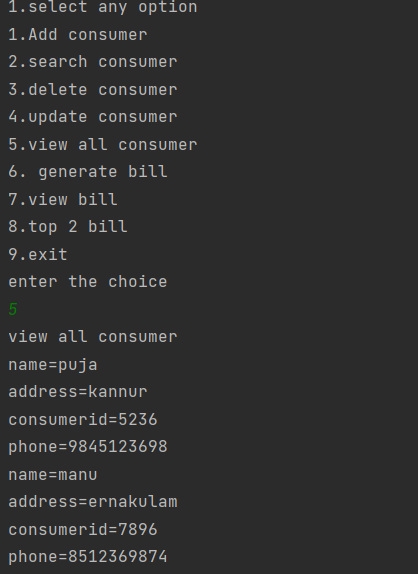 1.select any option
1.Add consumer
2.search consumer
3.delete consumer
4.update consumer
5.view all consumer
6. generate bill
7.view bill
8.top 2 bill
9.exit
enter the choice
5
view all consumer
name=puja
address=kannur
consumerid=5236
phone=9845123698
name=manu
address=ernakulam
consumerid=7896
phone=8512369874